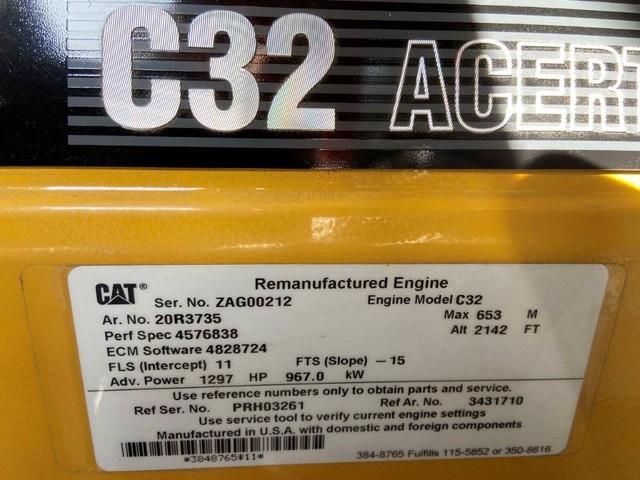 C32 ACERT
CAT® Remanufactured Engine
Ser. No. ZAG00212 Engine Model C32
Ar. No. 20R3735 Max 653 M
Perf Spec 4576838 Alt 2142 FT
ECM Software 4828724
FLS (Intercept) 11 FTS (Slope) -15
Adv. Power 1297 HP 967.0 kW
Use reference numbers only to obtain parts and service.
Ref Ser. No. PRH03261 Ref Ar. No. 3431710
Use service tool to verify current engine settings
Manufactured in U.S.A. with domestic and foreign components
*3848765$11* 384-8765 Fulfills 115-5852 or 350-8616